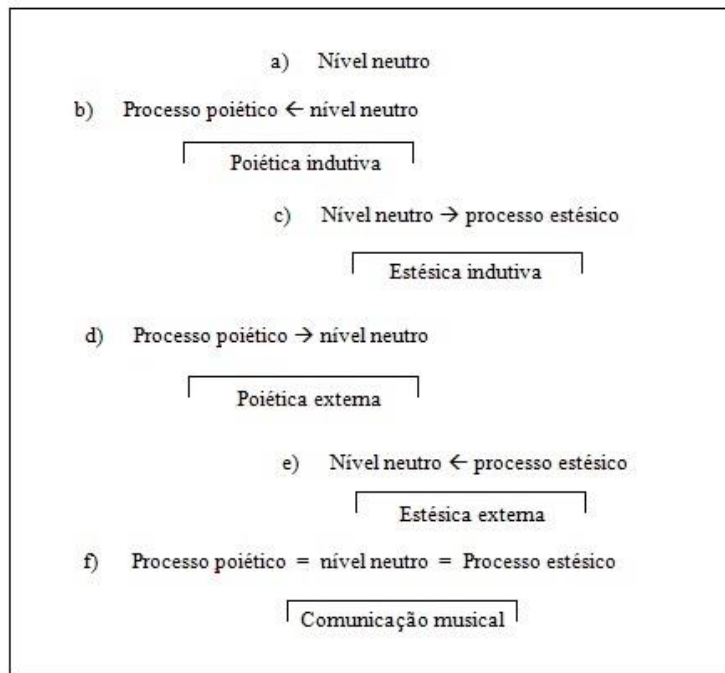 a) Nível neutro
b) Processo poiético ← nível neutro
Poiética indutiva
c) Nível neutro → processo estésico
Estésica indutiva
d) Processo poiético → nível neutro
Poiética externa
e) Nível neutro ← processo estésico
Estésica externa
f) Processo poiético = nível neutro = Processo estésico
Comunicação musical